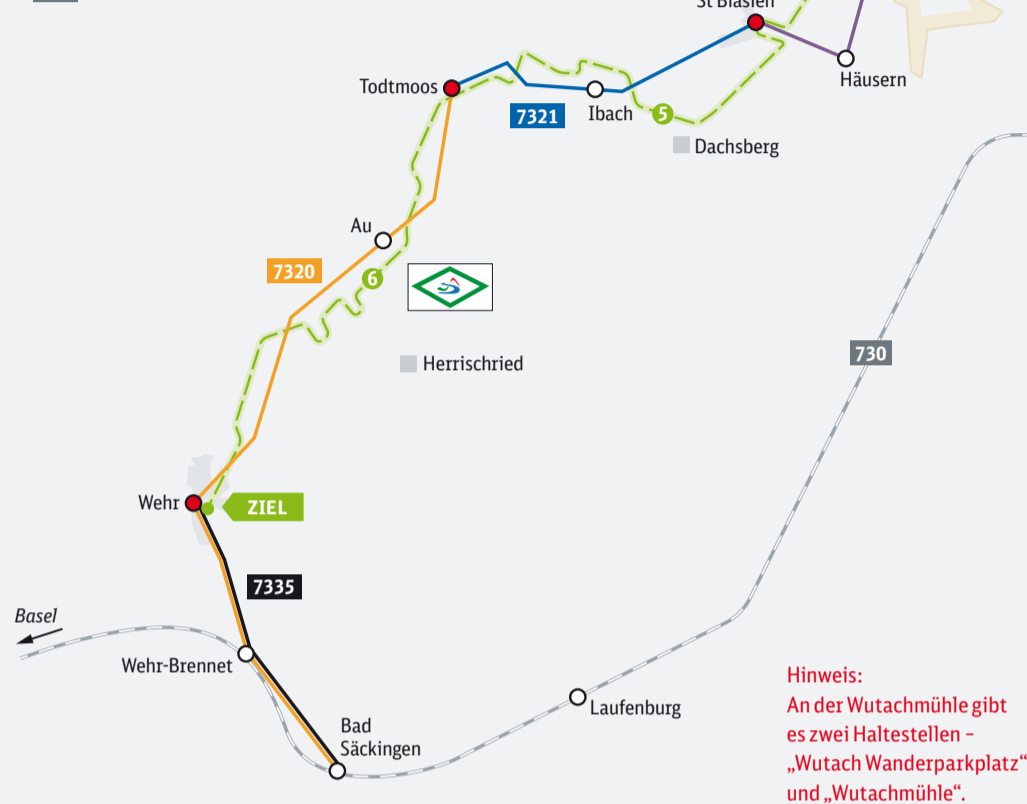 St Blasien
Todtmoos
Häusern
7321
Ibach
5
Dachsberg
Au
7320
6
730
Herrischried
Wehr
ZIEL
7335
Basel
Wehr-Brennet
Laufenburg
Bad
Säckingen
Hinweis:
An der Wutachmühle gibt
es zwei Haltestellen –
„Wutach Wanderparkplatz“
und „Wutachmühle“.